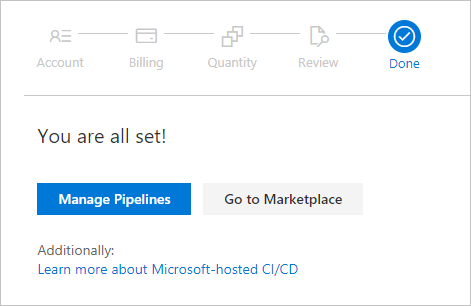 Account Billing Quantity Review Done
You are all set!
Manage Pipelines Go to Marketplace
Additionally:
Learn more about Microsoft-hosted CI/CD